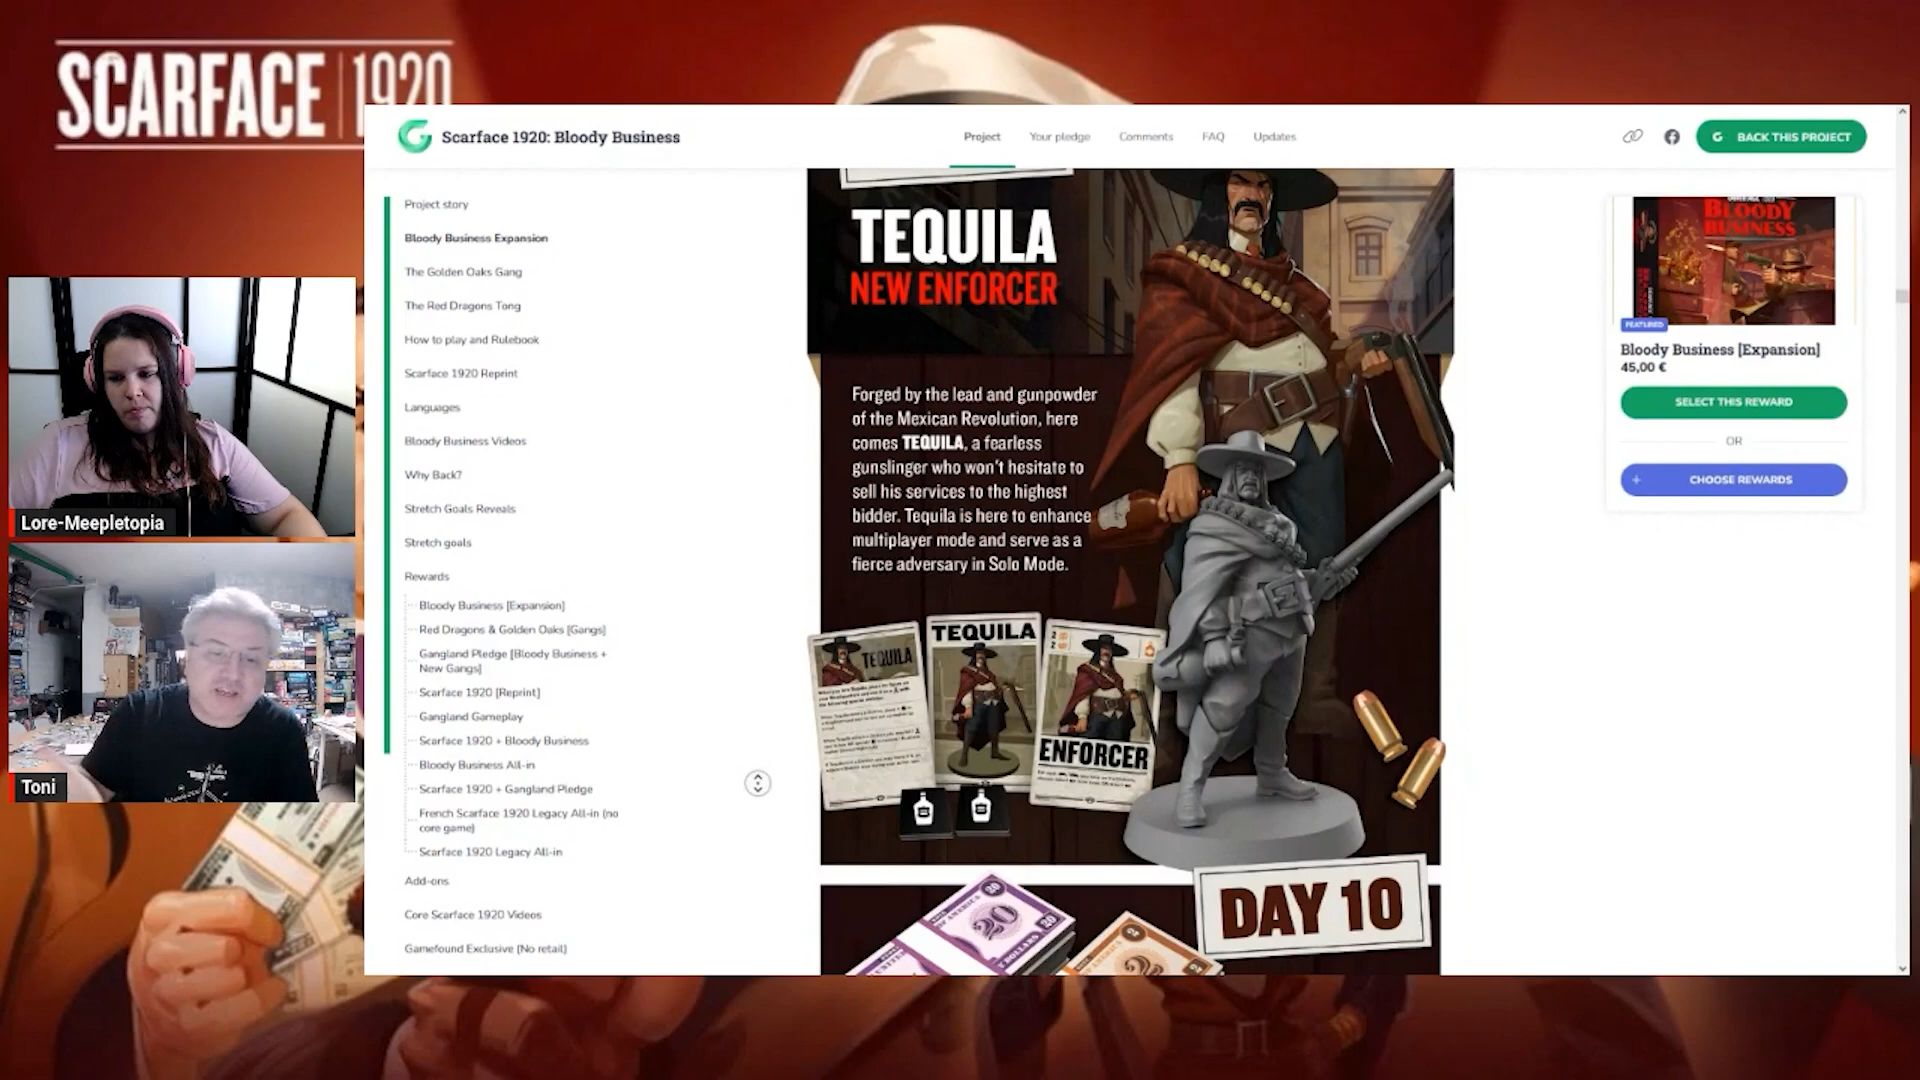 SCARFACE 1920
Scarface 1920: Bloody Business
Project
Your pledge
Comments
FAQ
Updates
BACK THIS PROJECT
Project story
Bloody Business Expansion
The Golden Oaks Gang
The Red Dragons Tong
How to play and Rulebook
Scarface 1920 Reprint
Languages
Bloody Business Videos
Why Back?
Stretch Goals Reveals
Stretch goals
Rewards
Bloody Business [Expansion]
Red Dragons & Golden Oaks [Gangs]
Gangland Pledge [Bloody Business +
New Gangs]
Scarface 1920 [Reprint]
Gangland Gameplay
Scarface 1920 + Bloody Business
Bloody Business All-in
Scarface 1920 + Gangland Pledge
French Scarface 1920 Legacy All-in (no
core game)
Scarface 1920 Legacy All-in
Add-ons
Core Scarface 1920 Videos
Gamefound Exclusive (No retail)
TEQUILA
NEW ENFORCER
Forged by the lead and gunpowder
of the Mexican Revolution, here
comes TEQUILA, a fearless
gunslinger who won't hesitate to
sell his services to the highest
bidder. Tequila is here to enhance
multiplayer mode and serve as a
fierce adversary in Solo Mode.
TEQUILA
TEQUILA
ENFORCER
DAY 10
20
20
20
2
2
BLOODY
BUSINESS
FEATURED
Bloody Business [Expansion]
45,00 €
SELECT THIS REWARD
OR
+ CHOOSE REWARDS
Lore-Meepletopia
Toni